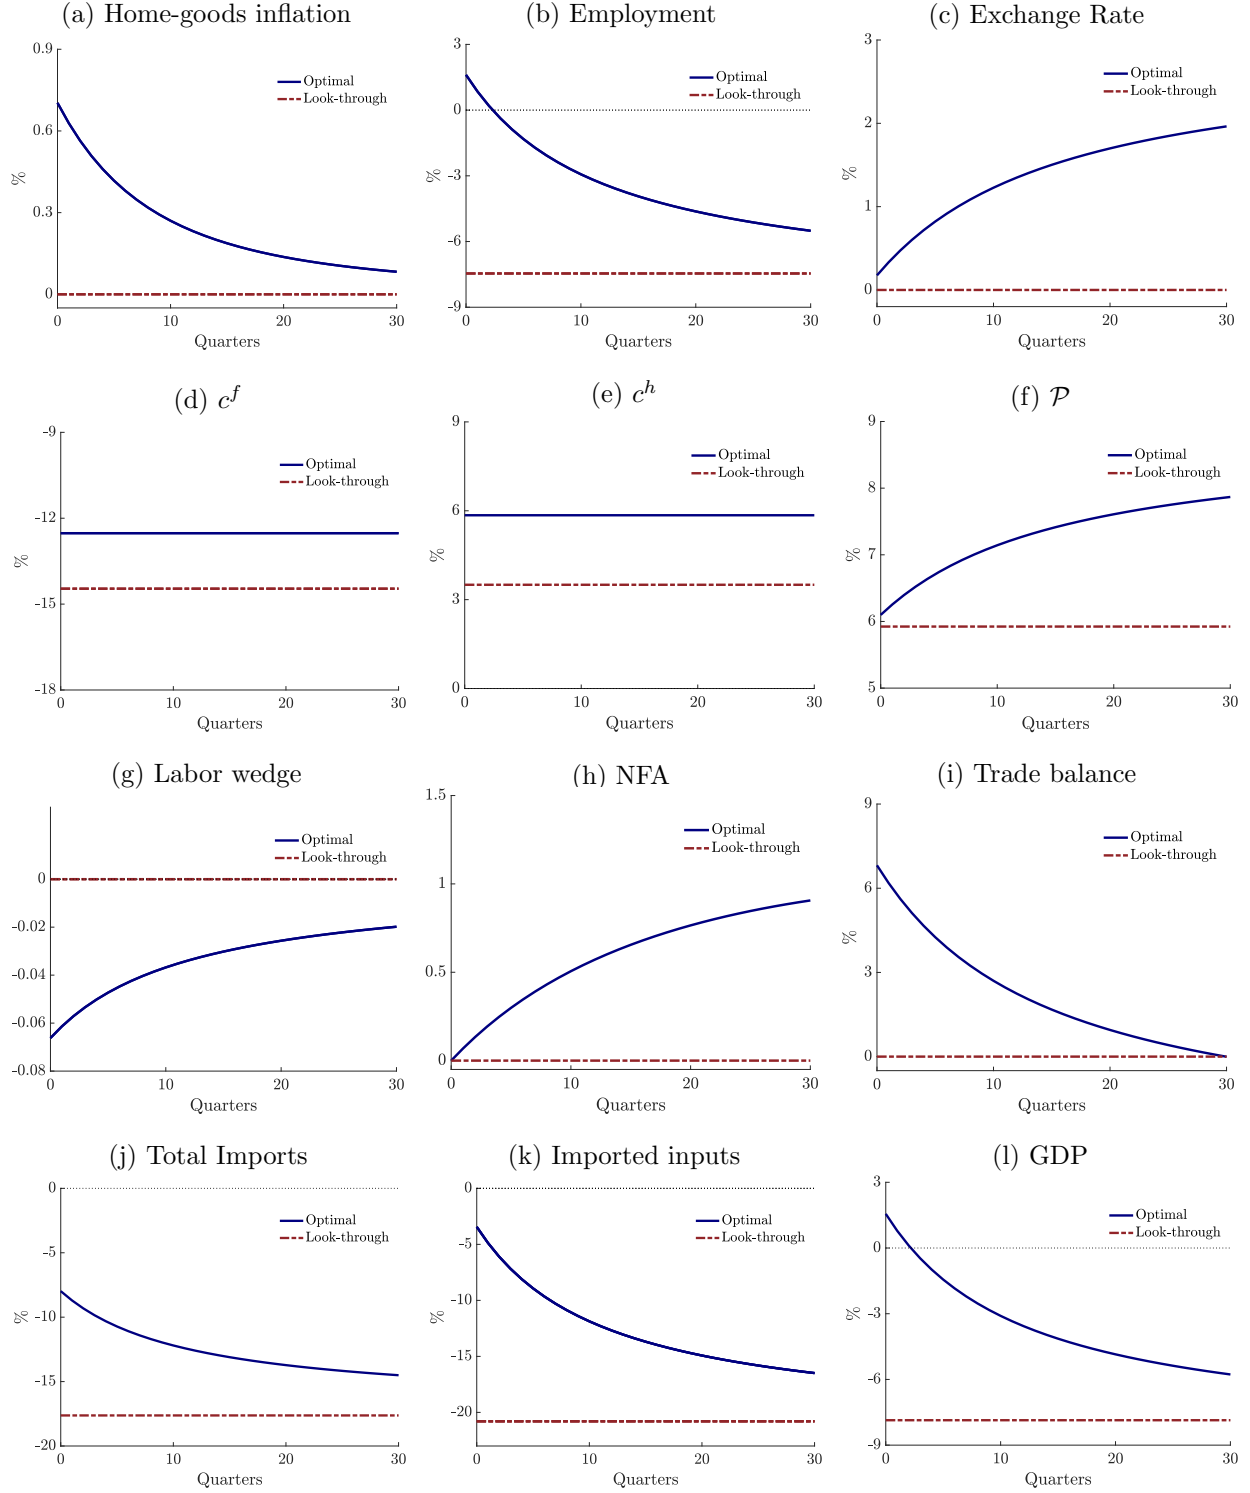 (a) Home-goods inflation
(b) Employment
(c) Exchange Rate
0.9
0.6
0.3
0
%
Optimal
Look-through
0
10
20
30
Quarters
3
0
-3
-6
-9
%
Optimal
Look-through
0
10
20
30
Quarters
3
2
1
0
%
Optimal
Look-through
0
10
20
30
Quarters
(d) c^f
(e) c^h
(f) 𝒫
-9
-12
-15
-18
%
Optimal
Look-through
0
10
20
30
Quarters
9
6
3
0
%
Optimal
Look-through
0
10
20
30
Quarters
9
8
7
6
5
%
Optimal
Look-through
0
10
20
30
Quarters
(g) Labor wedge
(h) NFA
(i) Trade balance
0
-0.02
-0.04
-0.06
-0.08
Optimal
Look-through
0
10
20
30
Quarters
1.5
1
0.5
0
Optimal
Look-through
0
10
20
30
Quarters
9
6
3
0
%
Optimal
Look-through
0
10
20
30
Quarters
(j) Total Imports
(k) Imported inputs
(l) GDP
0
-5
-10
-15
-20
%
Optimal
Look-through
0
10
20
30
Quarters
0
-5
-10
-15
-20
%
Optimal
Look-through
0
10
20
30
Quarters
3
0
-3
-6
-9
%
Optimal
Look-through
0
10
20
30
Quarters